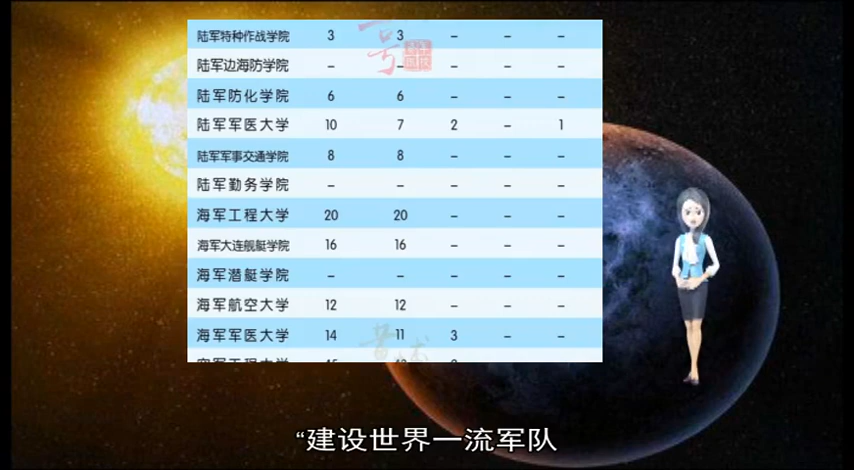 陆军特种作战学院 3 3 – – –
陆军边海防学院 – – – – –
陆军防化学院 6 6 – – –
陆军军医大学 10 7 2 – 1
陆军军事交通学院 8 8 – – –
陆军勤务学院 – – – – –
海军工程大学 20 20 – – –
海军大连舰艇学院 16 16 – – –
海军潜艇学院 – – – – –
海军航空大学 12 12 – – –
海军军医大学 14 11 3 – –
“建设世界一流军队